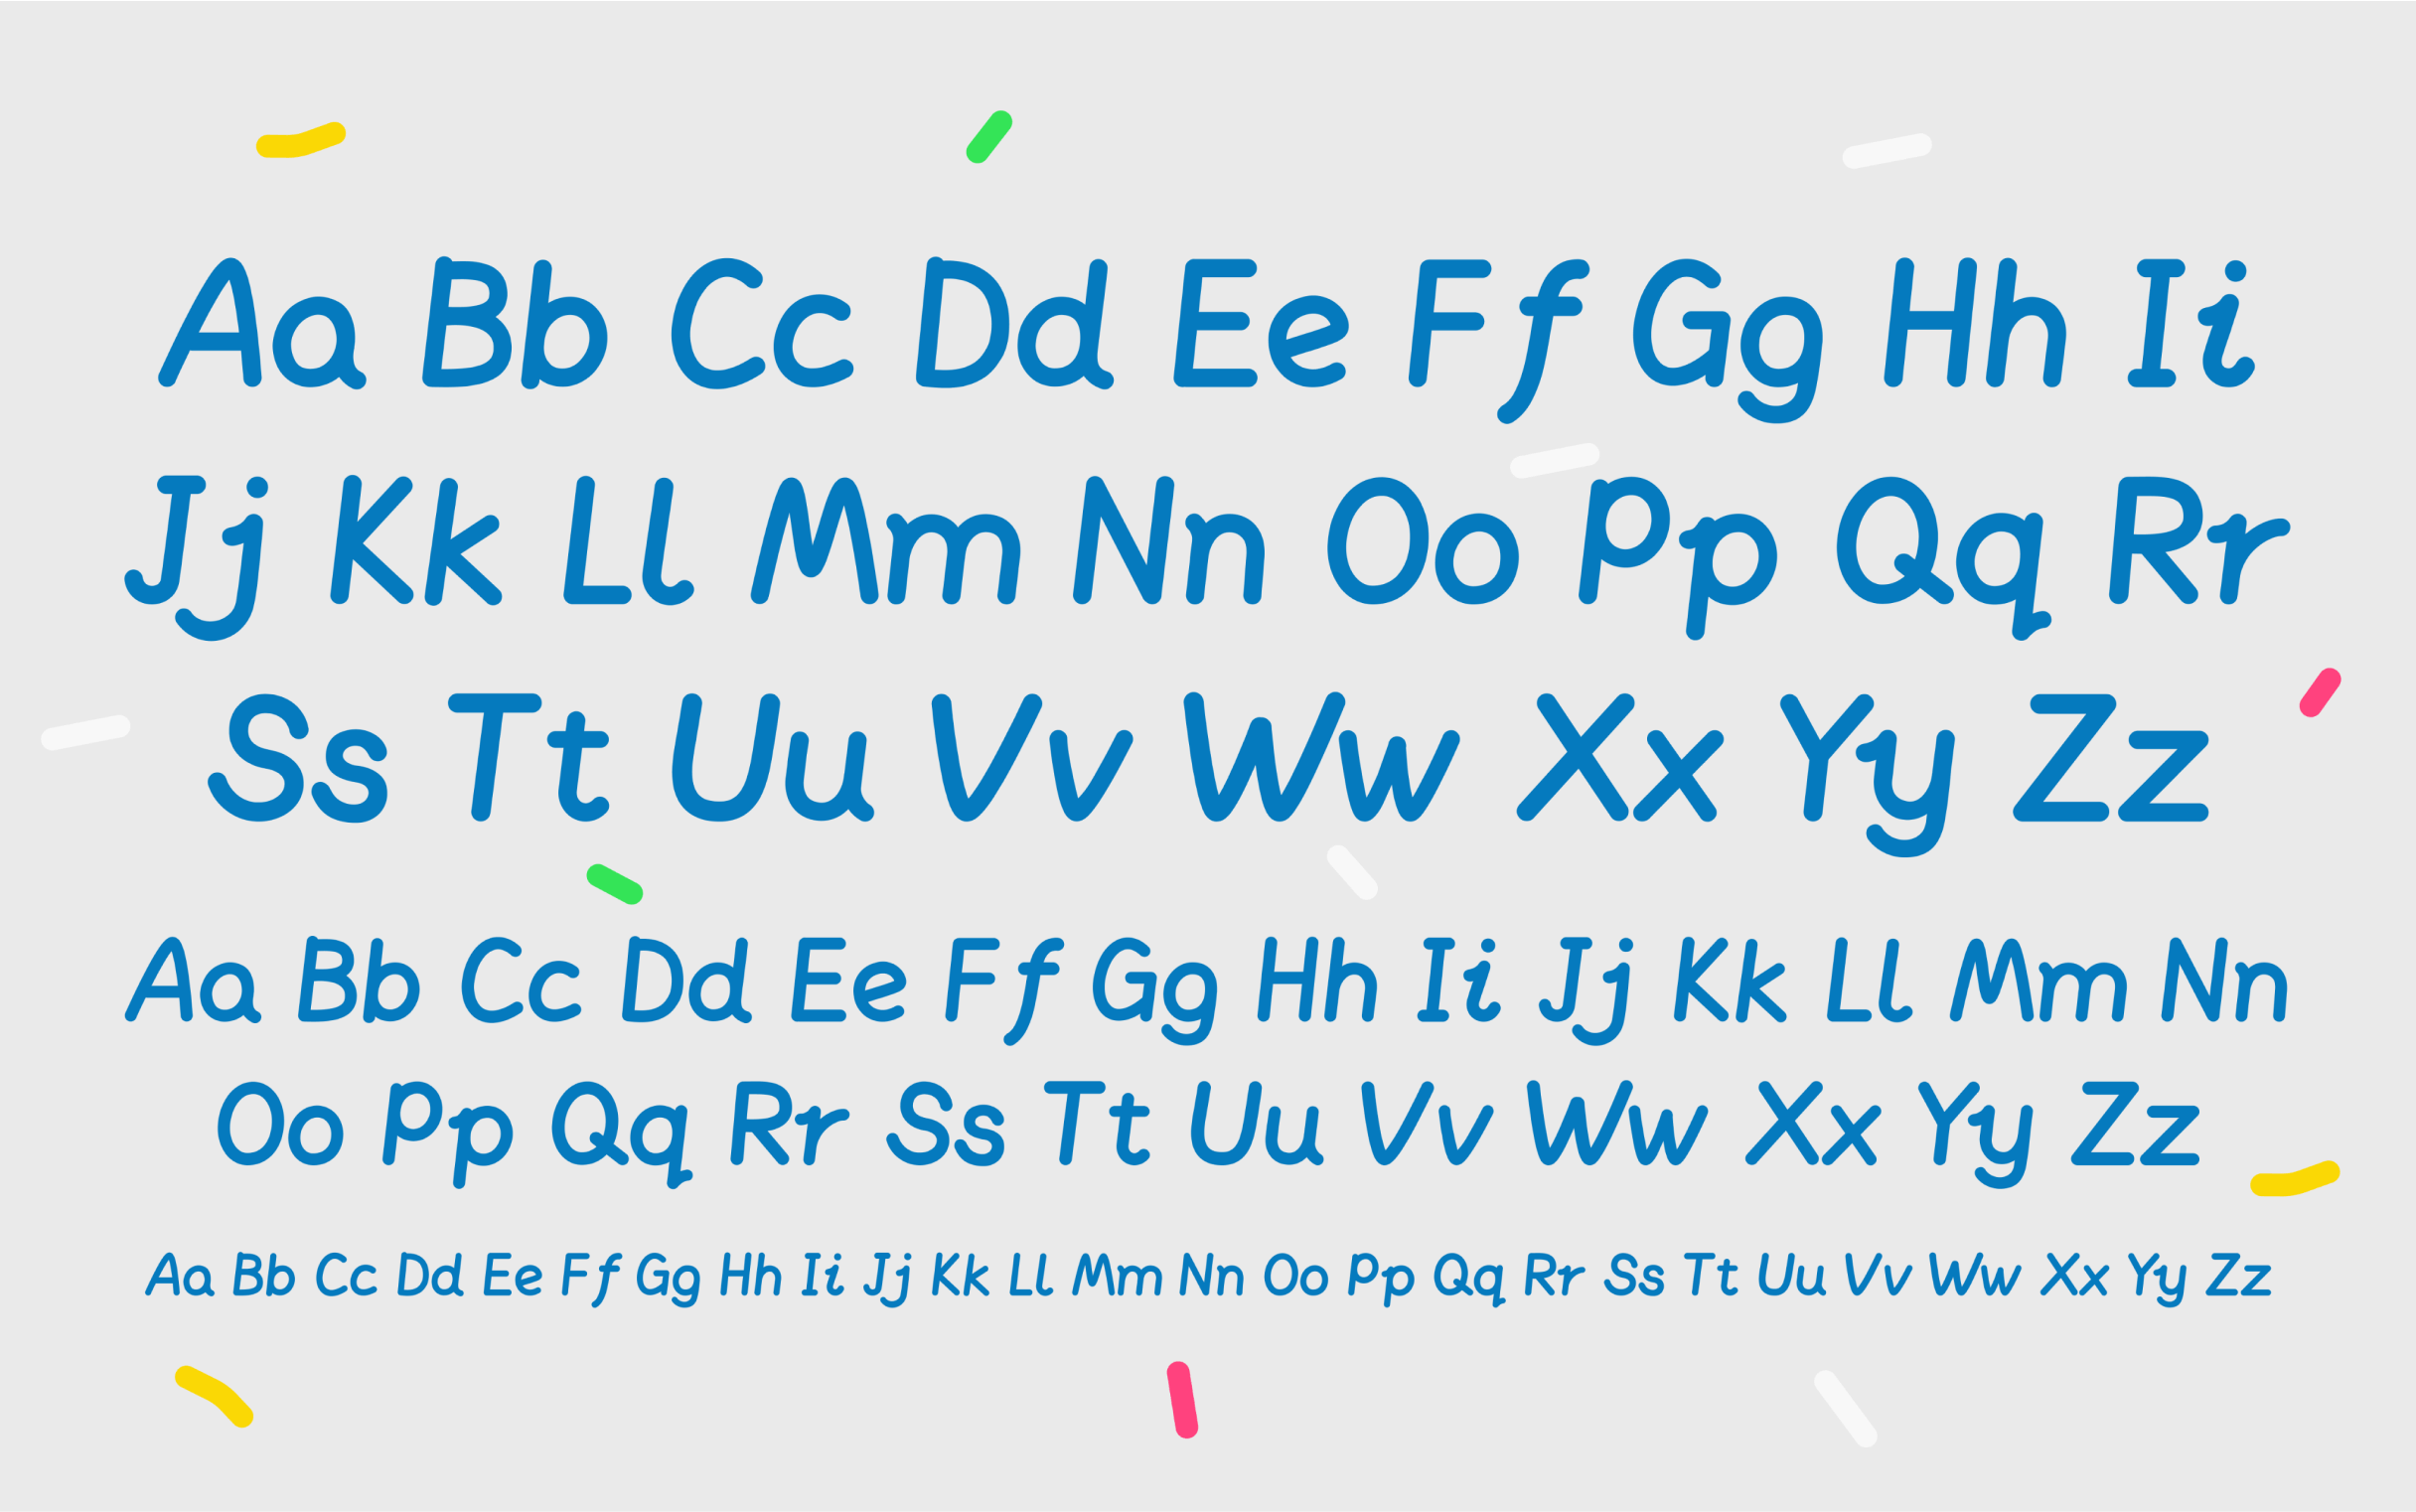 Aa Bb Cc Dd Ee Ff Gg Hh Ii
Jj Kk Ll Mm Nn Oo Pp Qq Rr
Ss Tt Uu Vv Ww Xx Yy Zz
Aa Bb Cc Dd Ee Ff Gg Hh Ii Jj Kk Ll Mm Nn
Oo Pp Qq Rr Ss Tt Uu Vv Ww Xx Yy Zz
Aa Bb Cc Dd Ee Ff Gg Hh Ii Jj Kk Ll Mm Nn Oo Pp Qq Rr Ss Tt Uu Vv Ww Xx Yy Zz